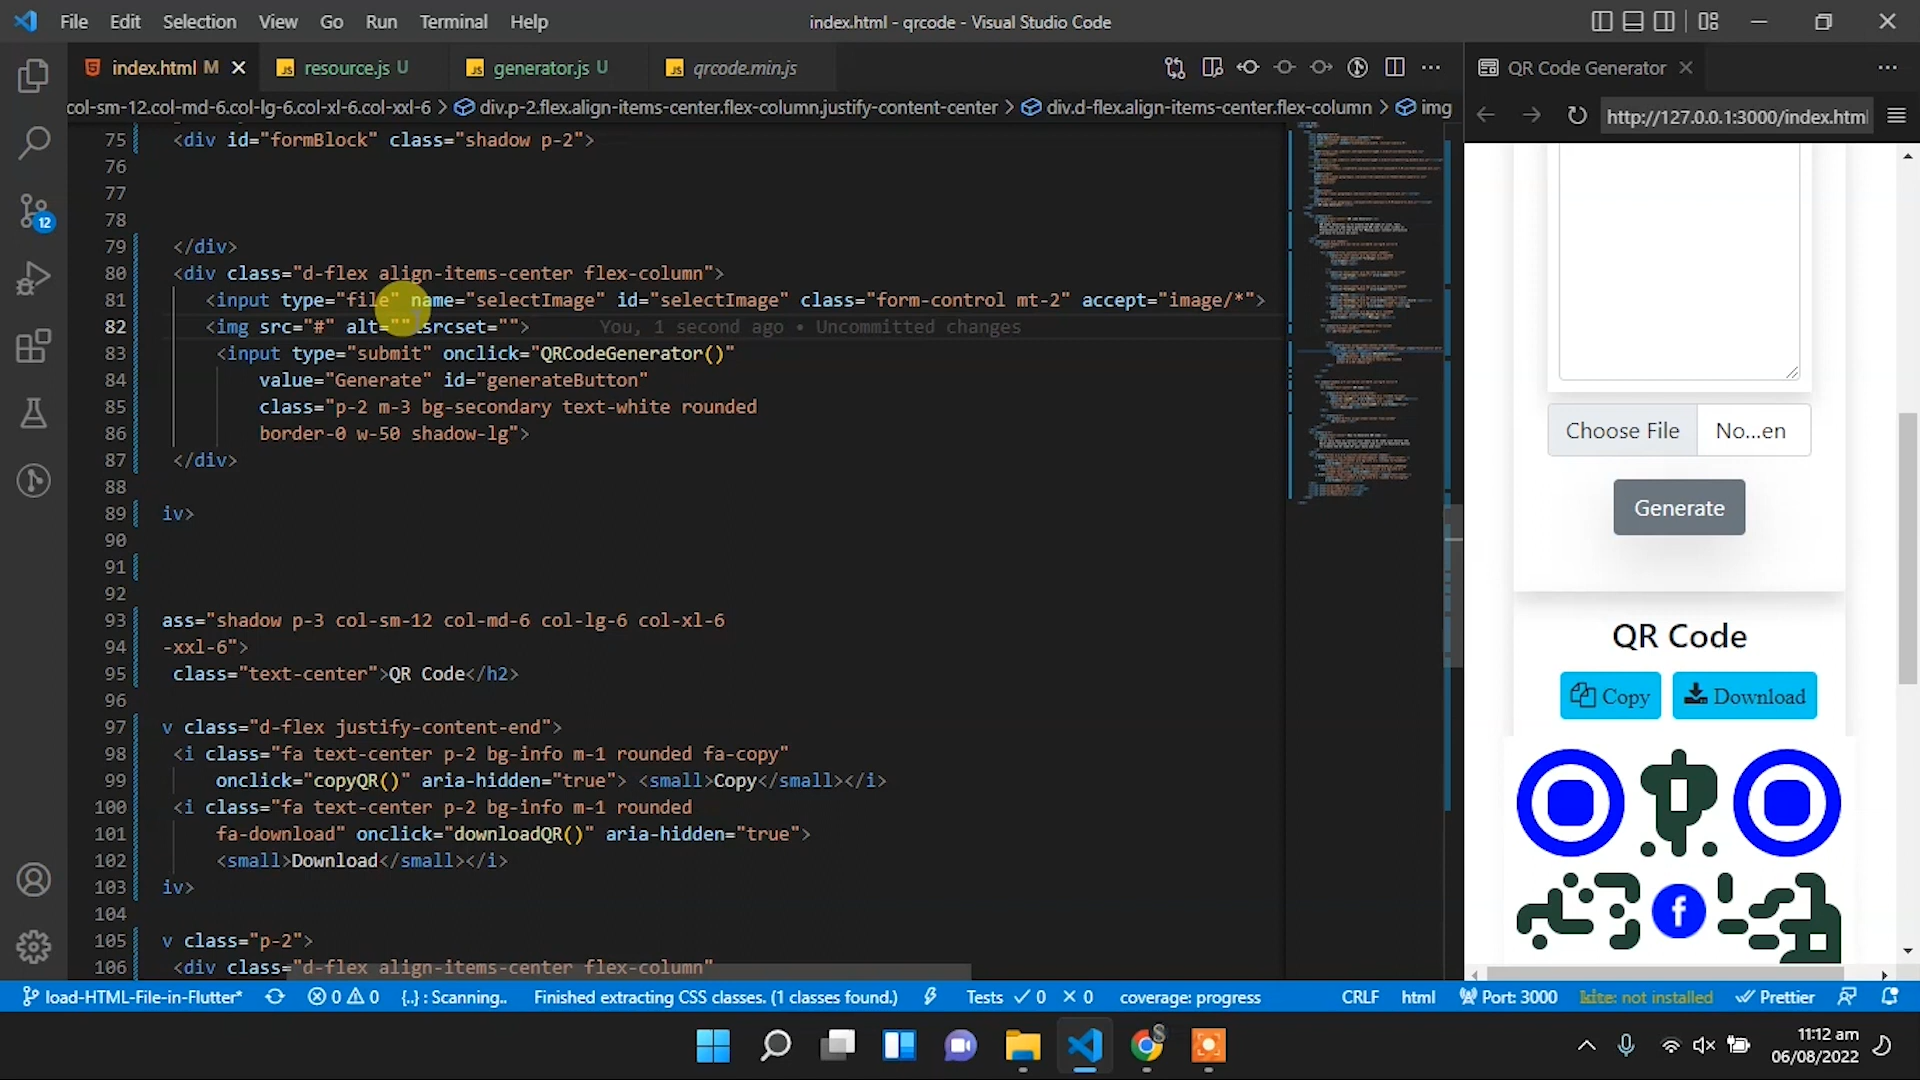 File Edit Selection View Go Run Terminal Help
index.html - qrcode - Visual Studio Code
index.html M
resource.js U
generator.js U
qrcode.min.js
QR Code Generator
col-sm-12.col-md-6.col-lg-6.col-xl-6.col-xxl-6 > div.p-2.flex.align-items-center.flex-column.justify-content-center > div.d-flex.align-items-center.flex-column > img
http://127.0.0.1:3000/index.html
75 <div id="formBlock" class="shadow p-2">
76
77
78
79 </div>
80 <div class="d-flex align-items-center flex-column">
81 <input type="file" name="selectImage" id="selectImage" class="form-control mt-2" accept="image/*">
82 <img src="#" alt="" srcset=""> You, 1 second ago • Uncommitted changes
83 <input type="submit" onclick="QRCodeGenerator()"
84 value="Generate" id="generateButton"
85 class="p-2 m-3 bg-secondary text-white rounded
86 border-0 w-50 shadow-lg">
87 </div>
88
89 iv>
90
91
92
93 ass="shadow p-3 col-sm-12 col-md-6 col-lg-6 col-xl-6
94 -xxl-6">
95 class="text-center">QR Code</h2>
96
97 v class="d-flex justify-content-end">
98 <i class="fa text-center p-2 bg-info m-1 rounded fa-copy"
99 onclick="copyQR()" aria-hidden="true"> <small>Copy</small></i>
100 <i class="fa text-center p-2 bg-info m-1 rounded
101 fa-download" onclick="downloadQR()" aria-hidden="true">
102 <small>Download</small></i>
103 iv>
104
105 v class="p-2">
106 <div class="d-flex align-items-center flex-column"
Choose File No...en
Generate
QR Code
Copy Download
f
12
load-HTML-File-in-Flutter* 0 0 {..} : Scanning.. Finished extracting CSS classes. (1 classes found.) Tests 0 0 coverage: progress CRLF html Port: 3000 kite: not installed Prettier
S
11:12 am
06/08/2022